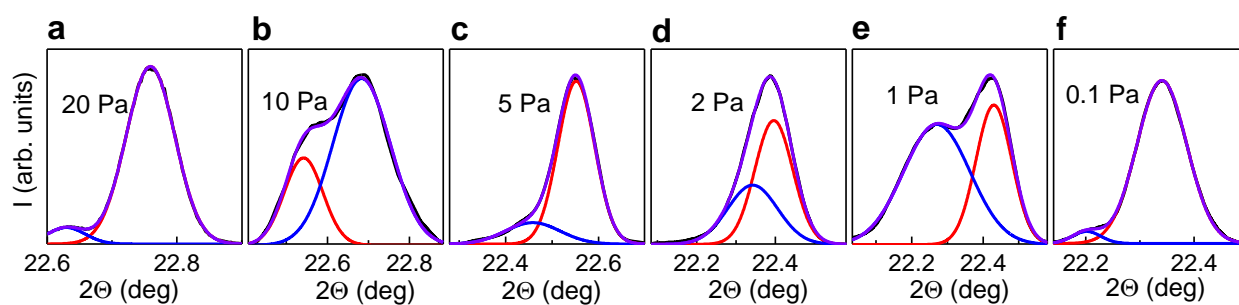 a b c d e f
20 Pa 10 Pa 5 Pa 2 Pa 1 Pa 0.1 Pa
I (arb. units)
22.6 22.8 22.6 22.8 22.4 22.6 22.2 22.4 22.2 22.4 22.2 22.4
2Θ (deg) 2Θ (deg) 2Θ (deg) 2Θ (deg) 2Θ (deg) 2Θ (deg)